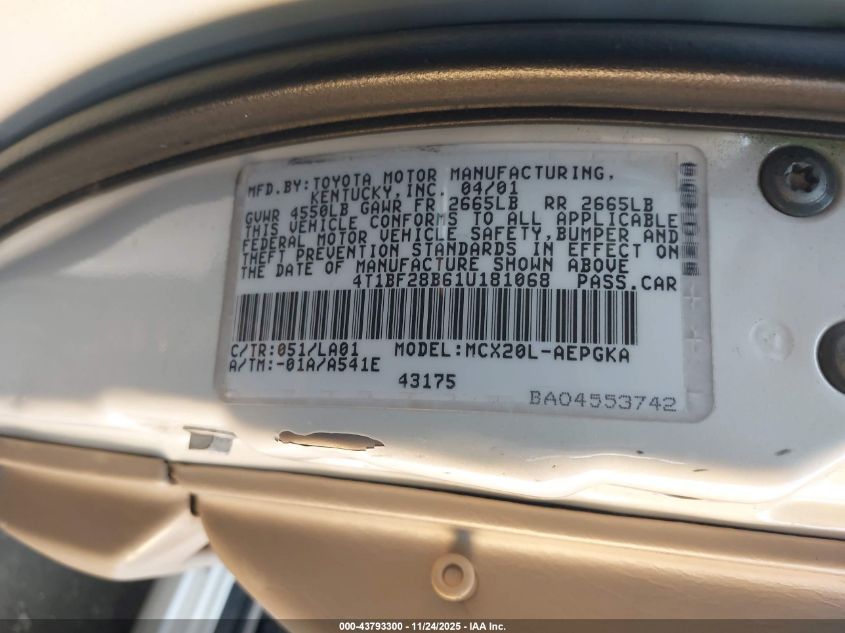 MFD.BY:TOYOTA MOTOR MANUFACTURING,
KENTUCKY,INC. 04/01
GVWR 4550LB GAWR FR 2665LB RR 2665LB
THIS VEHICLE CONFORMS TO ALL APPLICABLE
FEDERAL MOTOR VEHICLE SAFETY,BUMPER AND
THEFT PREVENTION STANDARDS IN EFFECT ON
THE DATE OF MANUFACTURE SHOWN ABOVE
4T1BF28B61U181068 PASS.CAR
C/TR:051/LA01 MODEL:MCX20L-AEPGKA
A/TM:-01A/A541E
43175
BA04553742
000-43793300 - 11/24/2025 - IAA Inc.